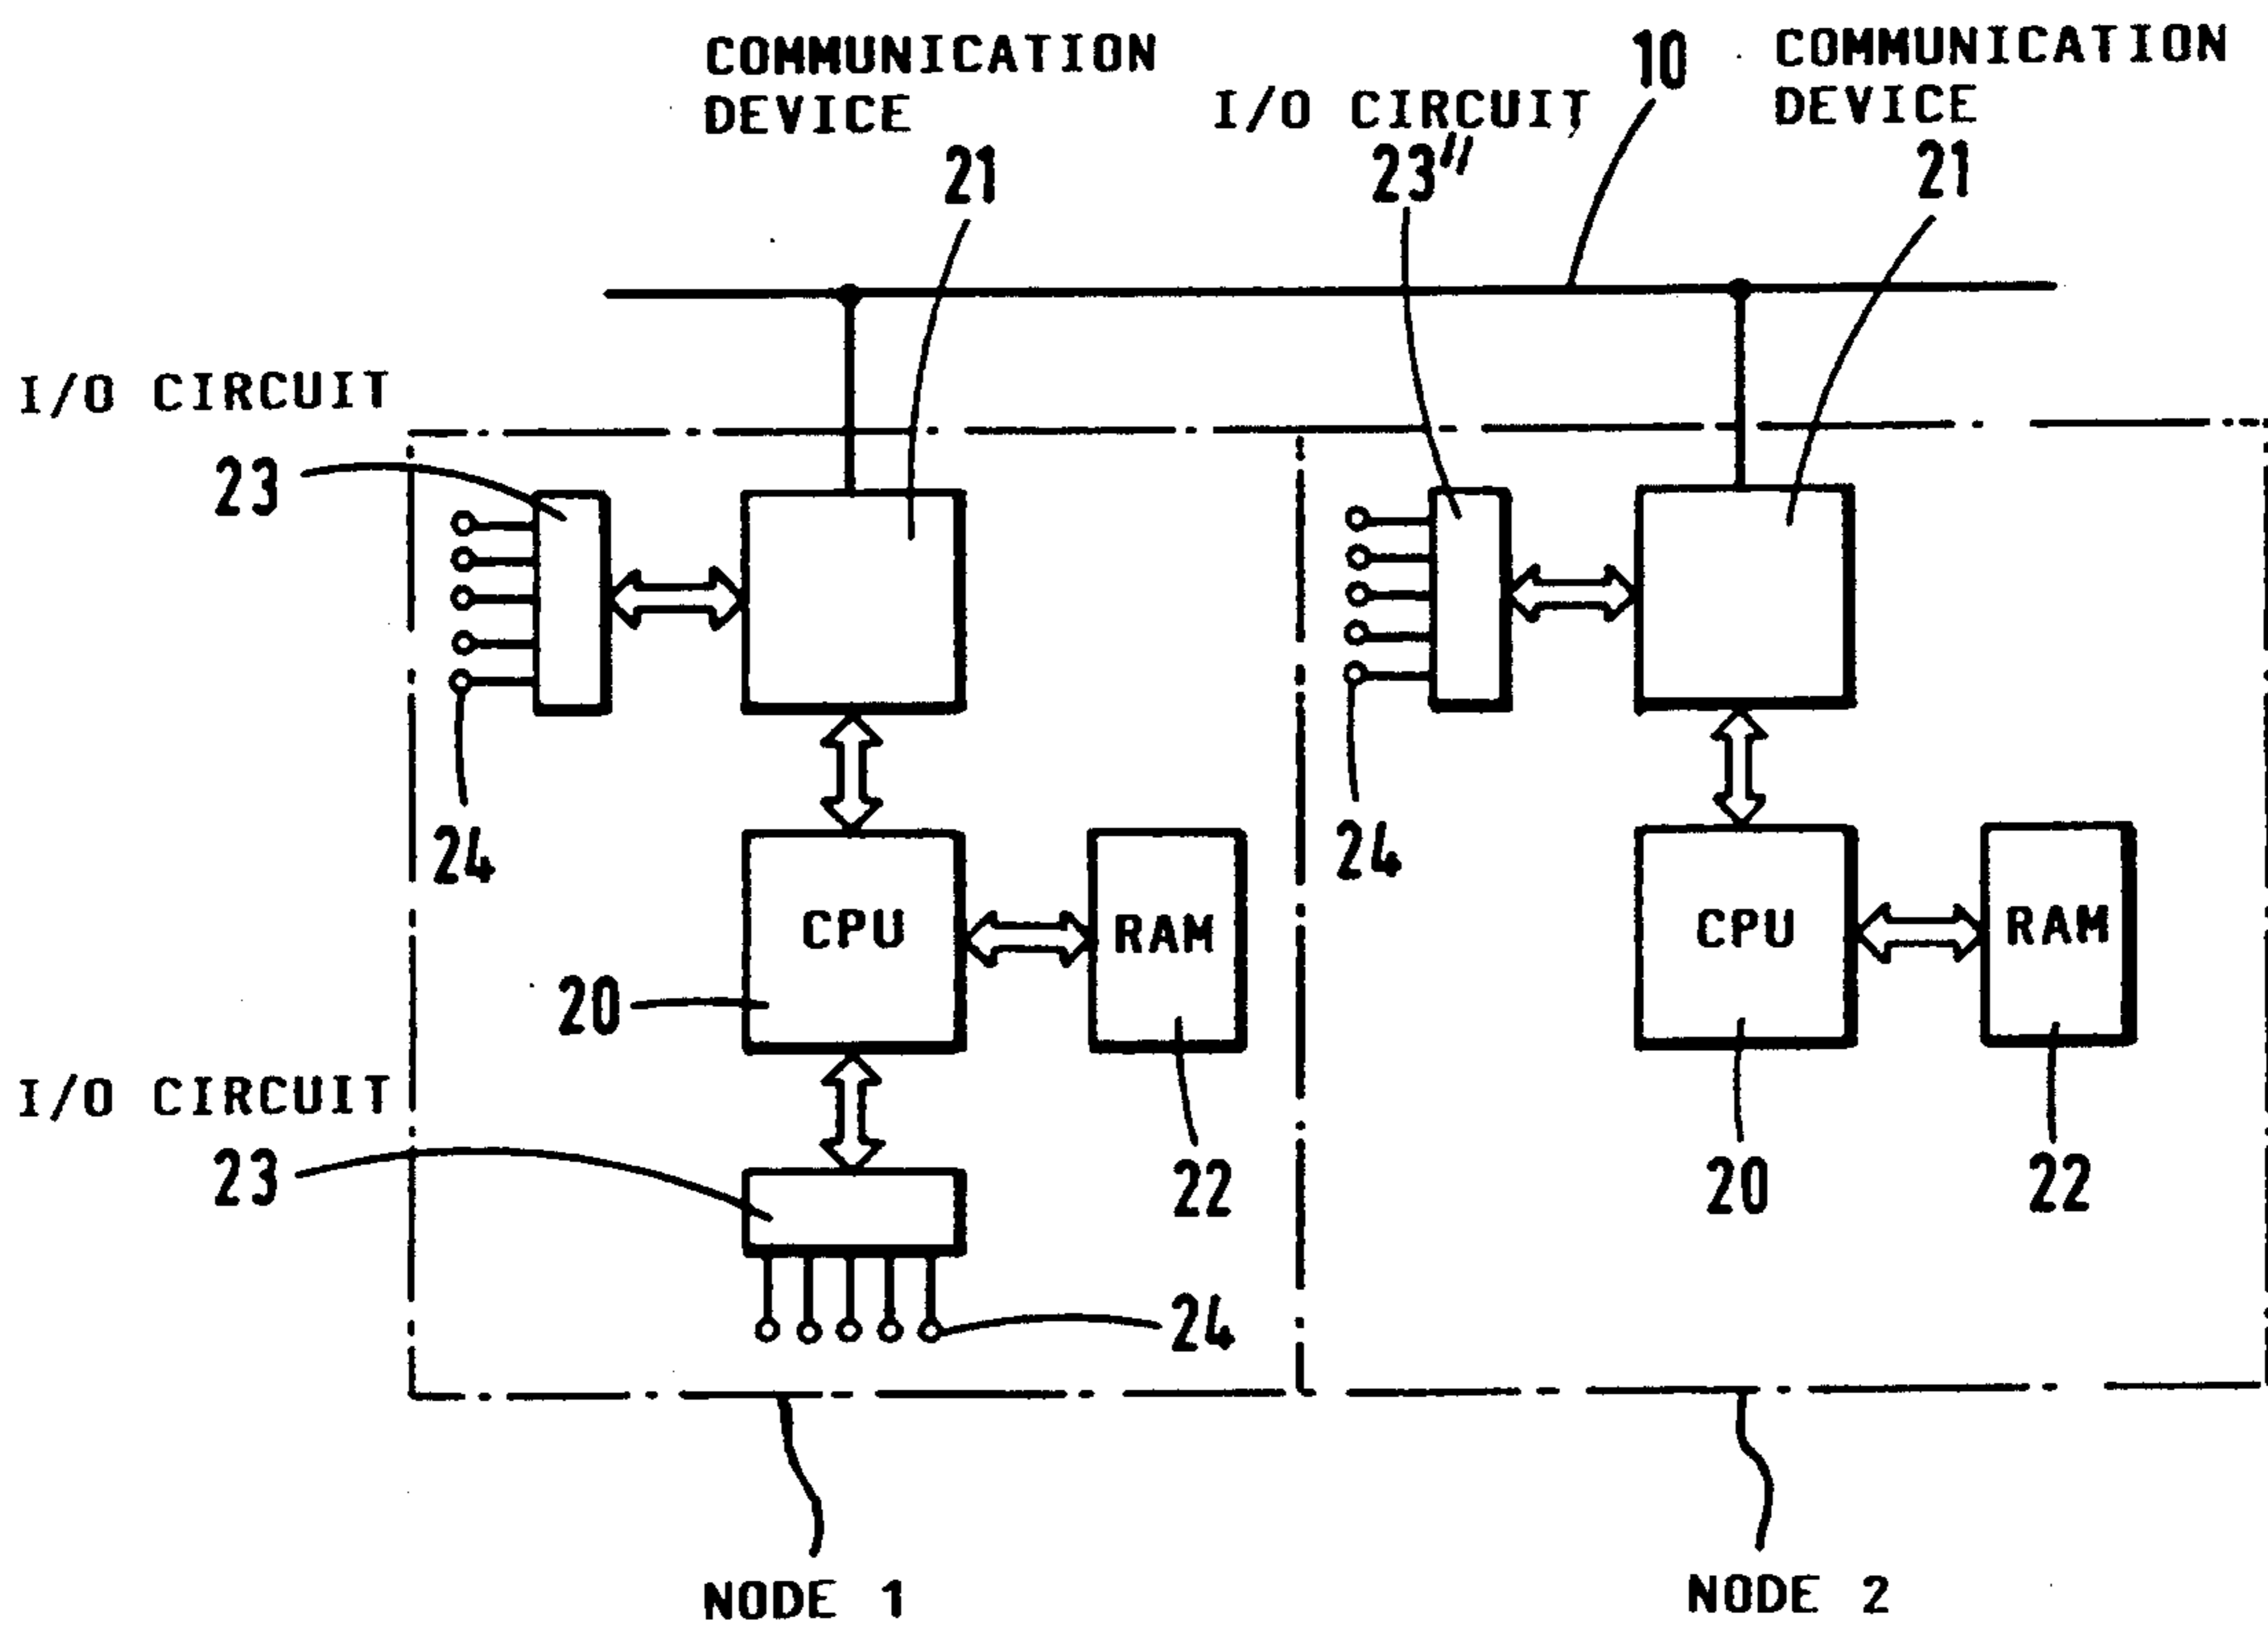 COMMUNICATION
DEVICE
21
I/O CIRCUIT
23"
10
COMMUNICATION
DEVICE
21
I/O CIRCUIT
23
24
24
CPU
RAM
CPU
RAM
20
I/O CIRCUIT
23
22
20
22
24
NODE 1
NODE 2